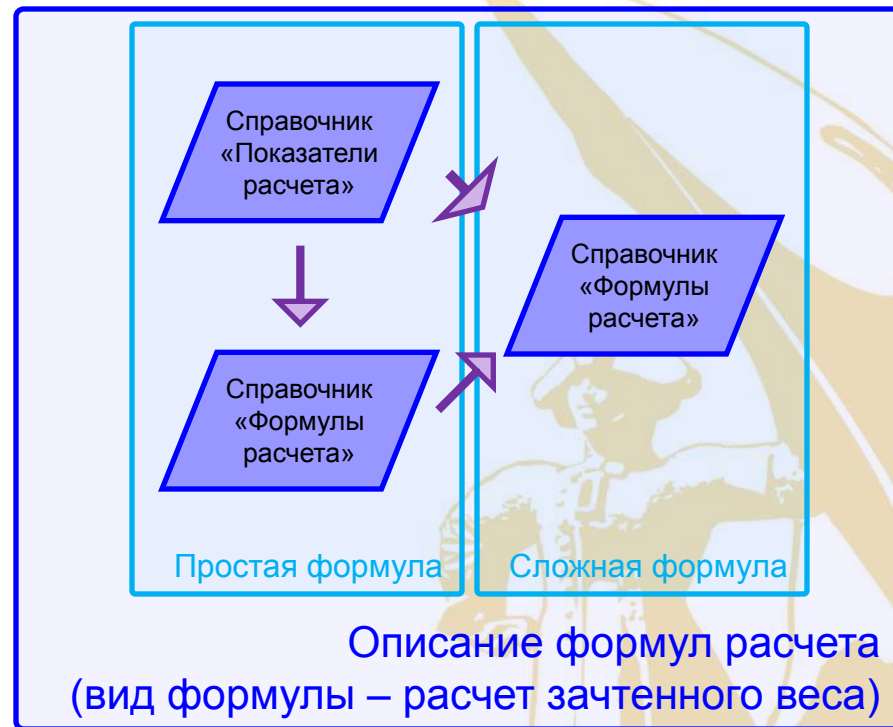 Справочник
«Показатели
расчета»
Справочник
«Формулы
расчета»
Справочник
«Формулы
расчета»
Простая формула
Сложная формула
Описание формул расчета
(вид формулы – расчет зачтенного веса)